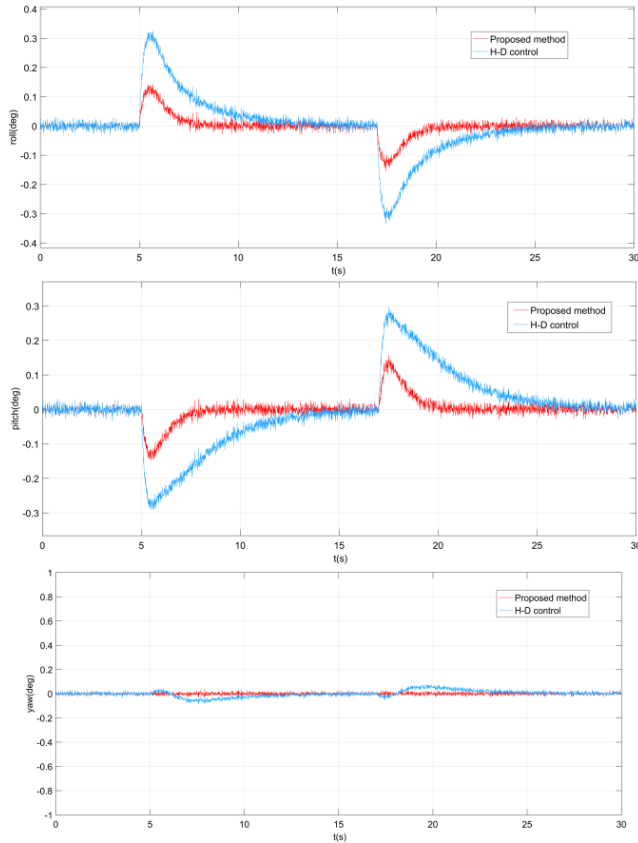 0.4
0.3
0.2
0.1
0
-0.1
-0.2
-0.3
-0.4
roll(deg)
Proposed method
H-D control
0 5 10 15 20 25 30
t(s)
0.3
0.2
0.1
0
-0.1
-0.2
-0.3
pitch(deg)
Proposed method
H-D control
0 5 10 15 20 25 30
t(s)
1
0.8
0.6
0.4
0.2
0
-0.2
-0.4
-0.6
-0.8
-1
yaw(deg)
Proposed method
H-D control
0 5 10 15 20 25 30
t(s)